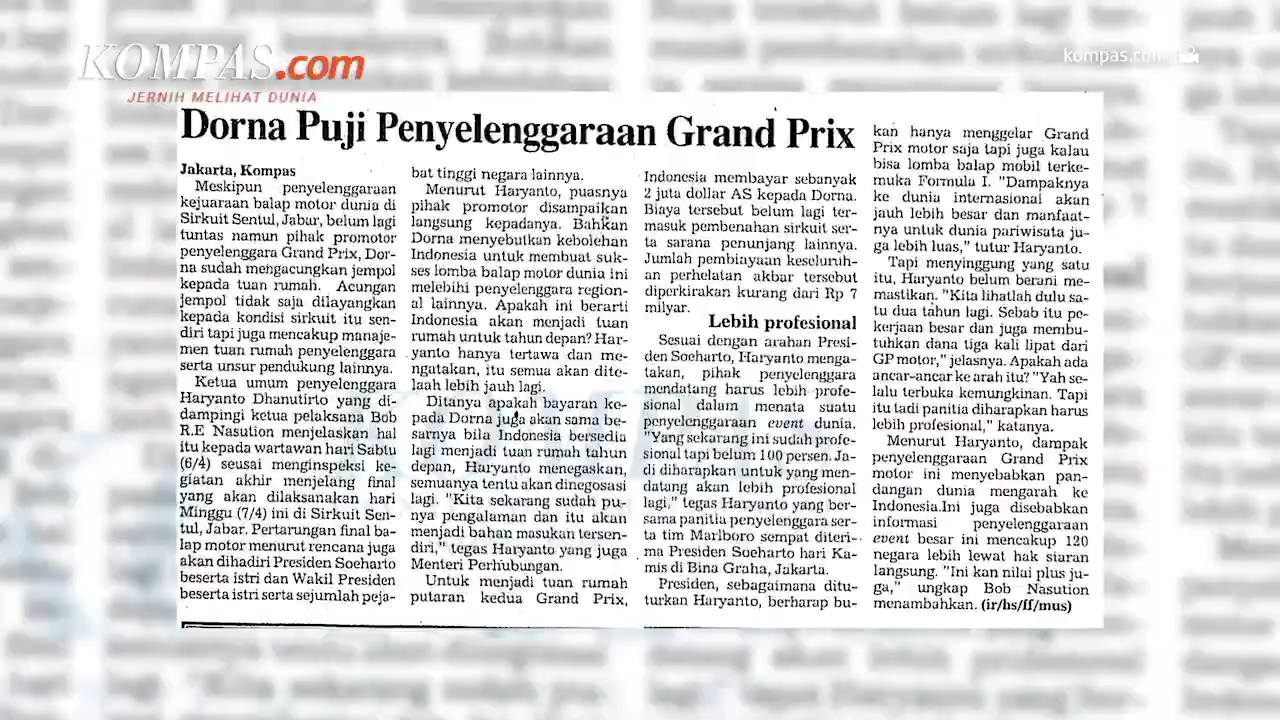 KOMPAS.com
JERNIH MELIHAT DUNIA
kompas.com
Dorna Puji Penyelenggaraan Grand Prix
Jakarta, Kompas
Meskipun penyelenggaraan
kejuaraan balap motor dunia di
Sirkuit Sentul, Jabar, belum lagi
tuntas namun pihak promotor
penyelenggara Grand Prix, Dor-
na sudah mengacungkan jempol
kepada tuan rumah. Acungan
jempol tidak saja dilayangkan
kepada kondisi sirkuit itu sen-
diri tapi juga mencakup manaje-
men tuan rumah penyelenggara
serta unsur pendukung lainnya.
Ketua umum penyelenggara
Haryanto Dhanutirto yang di-
dampingi ketua pelaksana Bob
R.E Nasution menjelaskan hal
itu kepada wartawan hari Sabtu
(6/4) seusai menginspeksi ke-
giatan akhir menjelang final
yang akan dilaksanakan hari
Minggu (7/4) ini di Sirkuit Sen-
tul, Jabar. Pertarungan final ba-
lap motor menurut rencana juga
akan dihadiri Presiden Soeharto
beserta istri dan Wakil Presiden
beserta istri serta sejumlah peja-
bat tinggi negara lainnya.
Menurut Haryanto, puasnya
pihak promotor disampaikan
langsung kepadanya. Bahkan
Dorna menyebutkan kebolehan
Indonesia untuk membuat suk-
ses lomba balap motor dunia ini
melebihi penyelenggara region-
al lainnya. Apakah ini berarti
Indonesia akan menjadi tuan
rumah untuk tahun depan? Har-
yanto hanya tertawa dan me-
ngatakan, itu semua akan dite-
laah lebih jauh lagi.
Ditanya apakah bayaran ke-
pada Dorna juga akan sama be-
sarnya bila Indonesia bersedia
lagi menjadi tuan rumah tahun
depan, Haryanto menegaskan,
semuanya tentu akan dinegosasi
lagi. "Kita sekarang sudah pu-
nya pengalaman dan itu akan
menjadi bahan masukan tersen-
diri," tegas Haryanto yang juga
Menteri Perhubungan.
Untuk menjadi tuan rumah
putaran kedua Grand Prix,
Indonesia membayar sebanyak
2 juta dollar AS kepada Dorna.
Biaya tersebut belum lagi ter-
masuk pembenahan sirkuit ser-
ta sarana penunjang lainnya.
Jumlah pembiayaan keseluruh-
an perhelatan akbar tersebut
diperkirakan kurang dari Rp 7
milyar.
Lebih profesional
Sesuai dengan arahan Presi-
den Soeharto, Haryanto menga-
takan, pihak penyelenggara
mendatang harus lebih profe-
sional dalam menata suatu
penyelenggaraan event dunia.
"Yang sekarang ini sudah profe-
sional tapi belum 100 persen. Ja-
di diharapkan untuk yang men-
datang akan lebih profesional
lagi," tegas Haryanto yang ber-
sama panitia penyelenggara ser-
ta tim Marlboro sempat diteri-
ma Presiden Soeharto hari Ka-
mis di Bina Graha, Jakarta.
Presiden, sebagaimana ditu-
turkan Haryanto, berharap bu-
kan hanya menggelar Grand
Prix motor saja tapi juga kalau
bisa lomba balap mobil terke-
muka Formula I. "Dampaknya
ke dunia internasional akan
jauh lebih besar dan manfaat-
nya untuk dunia pariwisata ju-
ga lebih luas," tutur Haryanto.
Tapi menyinggung yang satu
itu, Haryanto belum berani me-
mastikan. "Kita lihatlah dulu sa-
tu dua tahun lagi. Sebab itu pe-
kerjaan besar dan juga membu-
tuhkan dana tiga kali lipat dari
GP motor," jelasnya. Apakah ada
ancar-ancar ke arah itu? "Yah se-
lalu terbuka kemungkinan. Tapi
itu tadi panitia diharapkan harus
lebih profesional," katanya.
Menurut Haryanto, dampak
penyelenggaraan Grand Prix
motor ini menyebabkan pan-
dangan dunia mengarah ke
Indonesia.Ini juga disebabkan
informasi penyelenggaraan
event besar ini mencakup 120
negara lebih lewat hak siaran
langsung. "Ini kan nilai plus ju-
ga," ungkap Bob Nasution
menambahkan. (ir/hs/ff/mus)